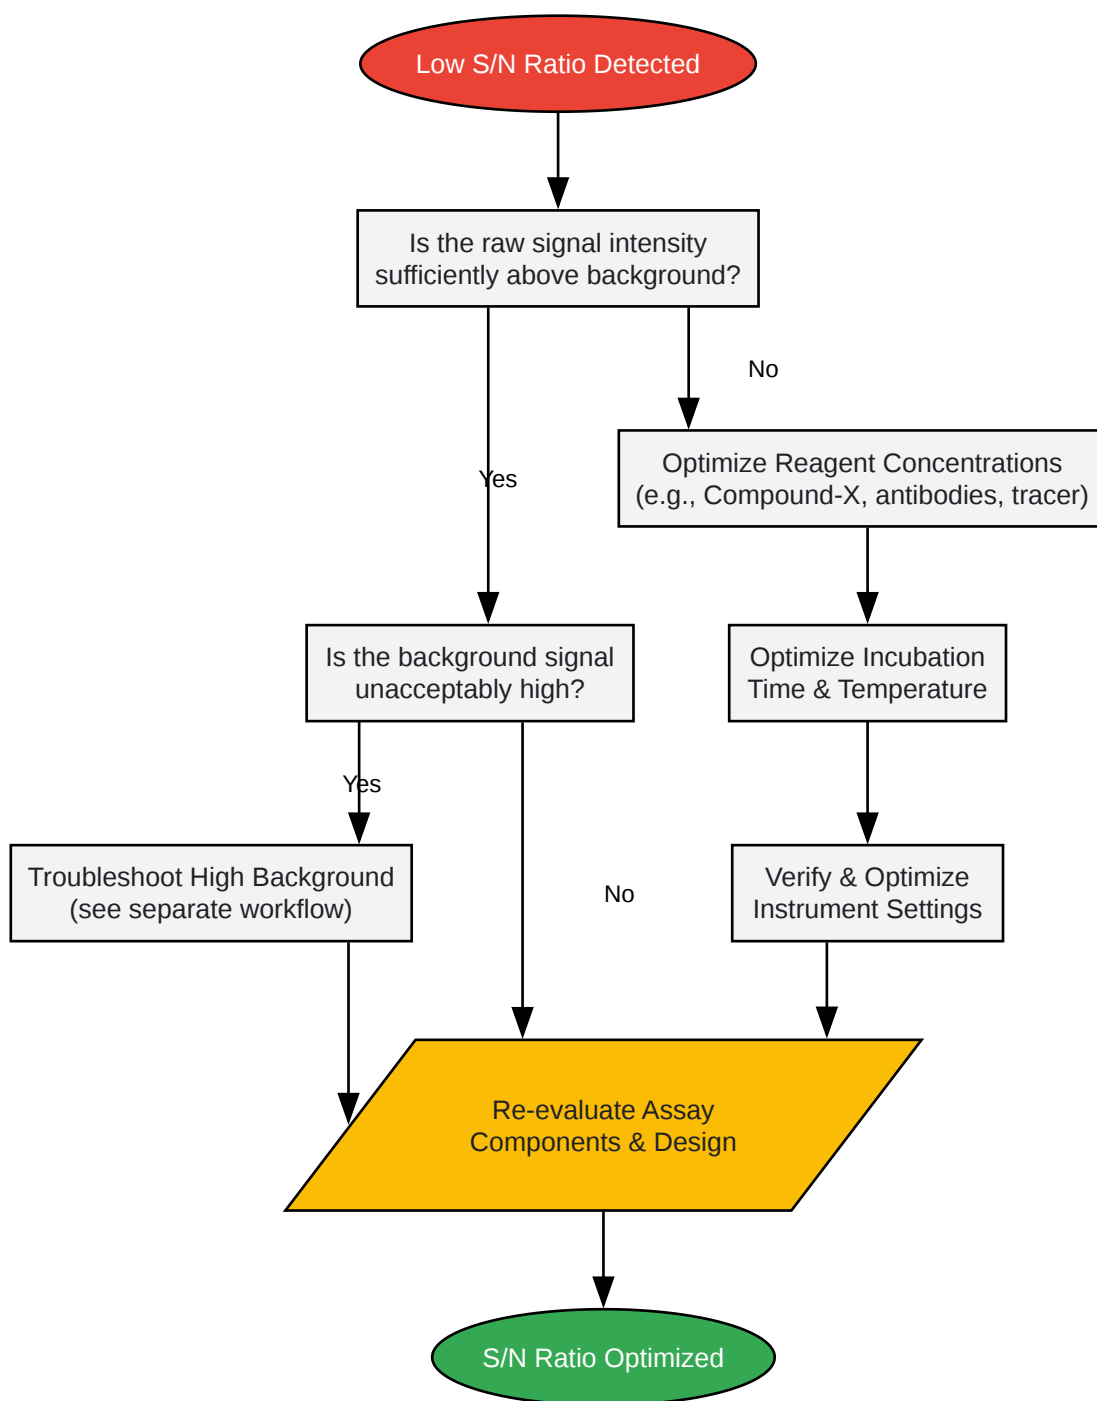 Low S/N Ratio Detected
Is the raw signal intensity
sufficiently above background?
No
Optimize Reagent Concentrations
(e.g., Compound-X, antibodies, tracer)
Yes
Is the background signal
unacceptably high?
Optimize Incubation
Time & Temperature
Yes
Troubleshoot High Background
(see separate workflow)
No
Verify & Optimize
Instrument Settings
Re-evaluate Assay
Components & Design
S/N Ratio Optimized